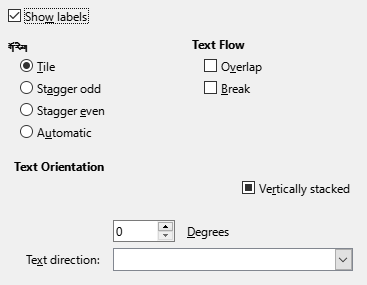 Show labels
གོ་རིམ
Text Flow
Tile
Overlap
Stagger odd
Break
Stagger even
Automatic
Text Orientation
Vertically stacked
0 Degrees
Text direction: